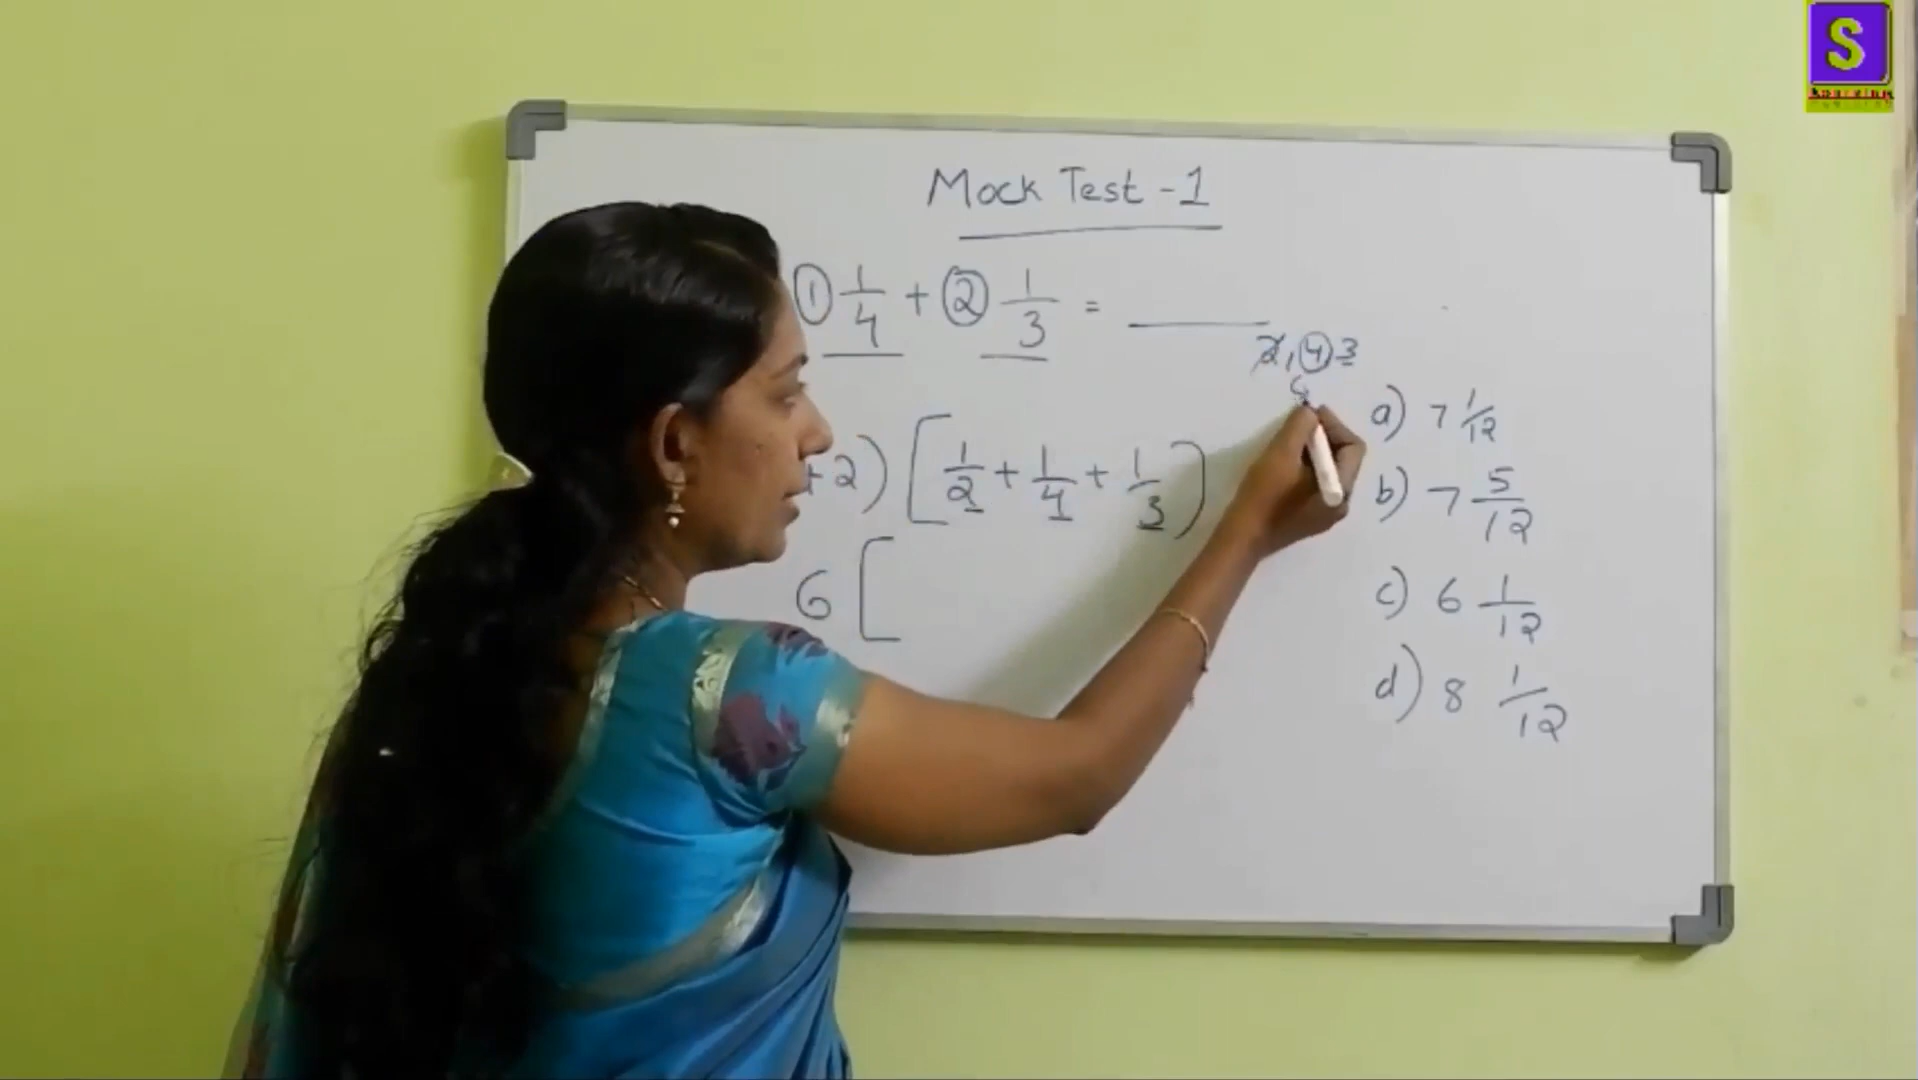 Mock Test - 1
1 1/4 + 2 1/3 = ____
2, 4, 3
a) 7 1/12
+2) [1/2 + 1/4 + 1/3)
b) 7 5/12
6 [
c) 6 1/12
d) 8 1/12
S